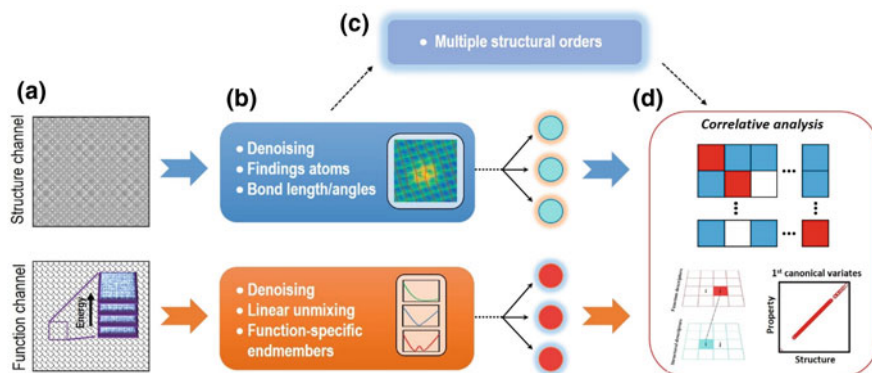 (c)
• Multiple structural orders
(a)
(b)
(d)
Structure channel
• Denoising
• Findings atoms
• Bond length/angles
Correlative analysis
Function channel
Energy
• Denoising
• Linear unmixing
• Function-specific
endmembers
1st canonical variates
Property
Structure